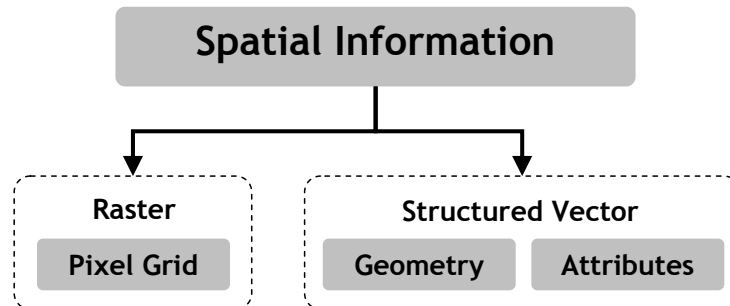 Spatial Information
Raster
Structured Vector
Pixel Grid
Geometry
Attributes